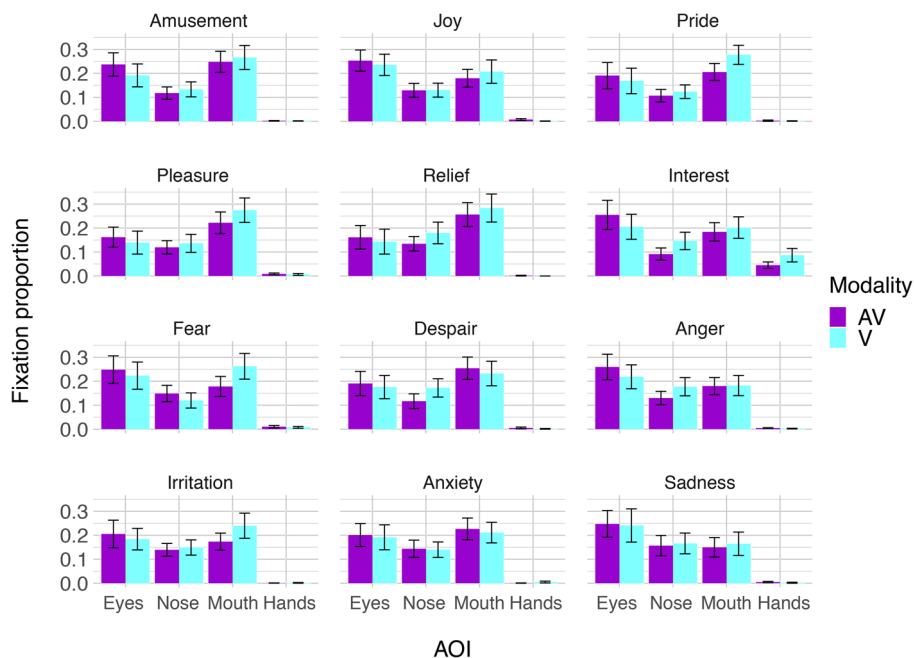 Amusement Joy Pride
0.3
0.2
0.1
0.0
Pleasure Relief Interest
0.3
0.2
0.1
0.0
Fear Despair Anger
0.3
0.2
0.1
0.0
Irritation Anxiety Sadness
0.3
0.2
0.1
0.0
Eyes Nose Mouth Hands Eyes Nose Mouth Hands Eyes Nose Mouth Hands
AOI
Fixation proportion
Modality
AV
V